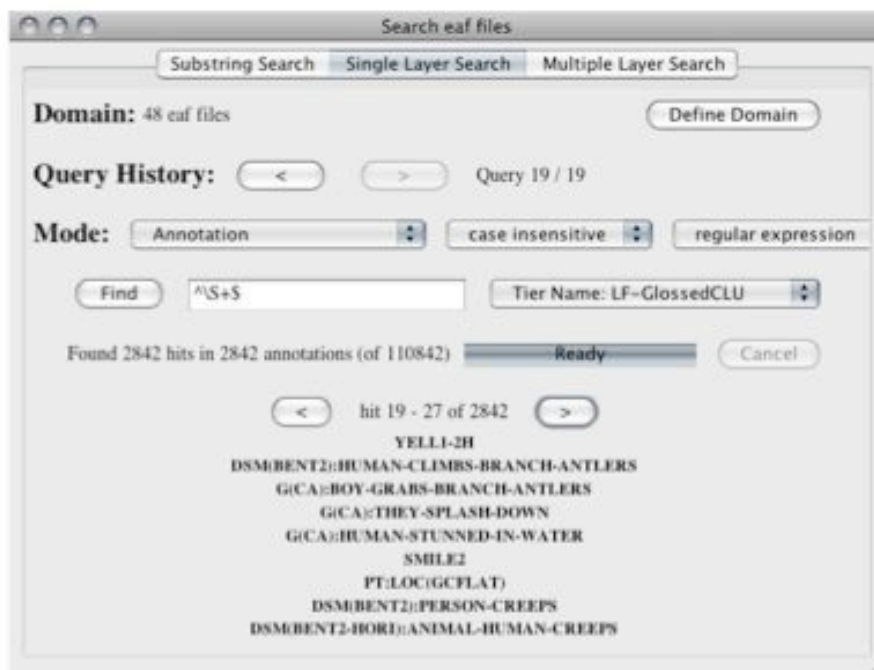 Search eaf files
Substring Search Single Layer Search Multiple Layer Search
Domain: 48 eaf files Define Domain
Query History: < > Query 19 / 19
Mode: Annotation case insensitive regular expression
Find ^\S+$ Tier Name: LF-GlossedCLU
Found 2842 hits in 2842 annotations (of 110842) Ready Cancel
< hit 19 - 27 of 2842 >
YELL1-2H
DSM(BENT2):HUMAN-CLIMBS-BRANCH-ANTLERS
G(CA):BOY-GRABS-BRANCH-ANTLERS
G(CA):THEY-SPLASH-DOWN
G(CA):HUMAN-STUNNED-IN-WATER
SMILE2
PT:LOC(GCFLAT)
DSM(BENT2):PERSON-CREEPS
DSM(BENT2-HORI):ANIMAL-HUMAN-CREEPS